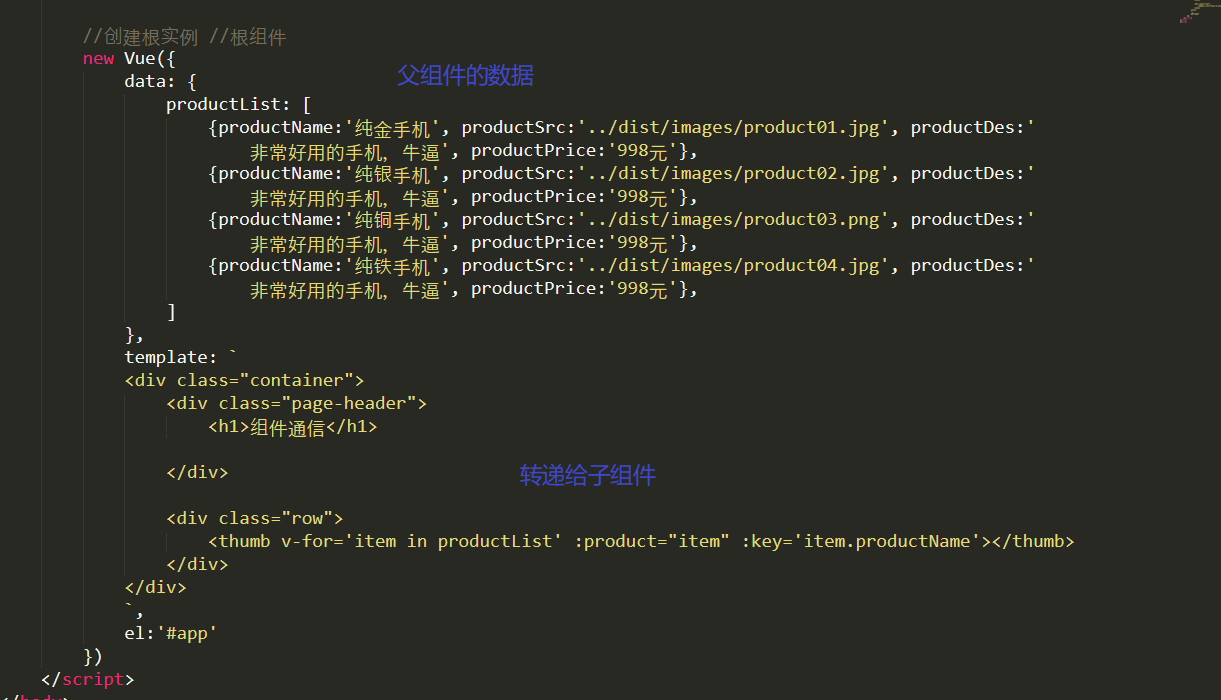 //创建根实例 //根组件
new Vue({
父组件的数据
data: {
productList: [
{productName:'纯金手机', productSrc:'../dist/images/product01.jpg', productDes:'
非常好用的手机, 牛逼', productPrice:'998元'},
{productName:'纯银手机', productSrc:'../dist/images/product02.jpg', productDes:'
非常好用的手机, 牛逼', productPrice:'998元'},
{productName:'纯铜手机', productSrc:'../dist/images/product03.png', productDes:'
非常好用的手机, 牛逼', productPrice:'998元'},
{productName:'纯铁手机', productSrc:'../dist/images/product04.jpg', productDes:'
非常好用的手机, 牛逼', productPrice:'998元'},
]
},
template: `
<div class="container">
<div class="page-header">
<h1>组件通信</h1>
</div>
转递给子组件
<div class="row">
<thumb v-for='item in productList' :product="item" :key='item.productName'></thumb>
</div>
</div>
`,
el:'#app'
})
</script>